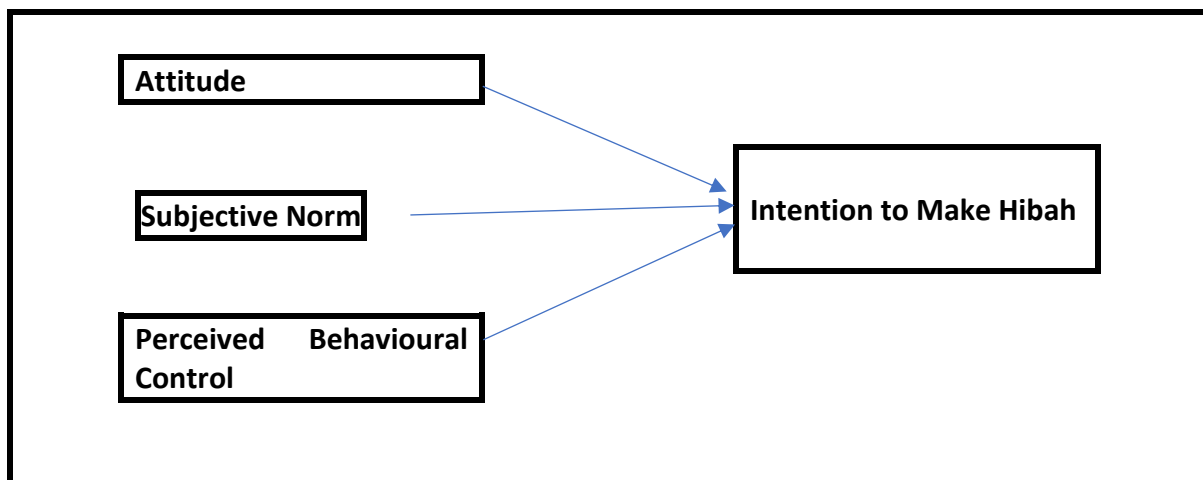 Attitude
Subjective Norm
Intention to Make Hibah
Perceived Behavioural
Control